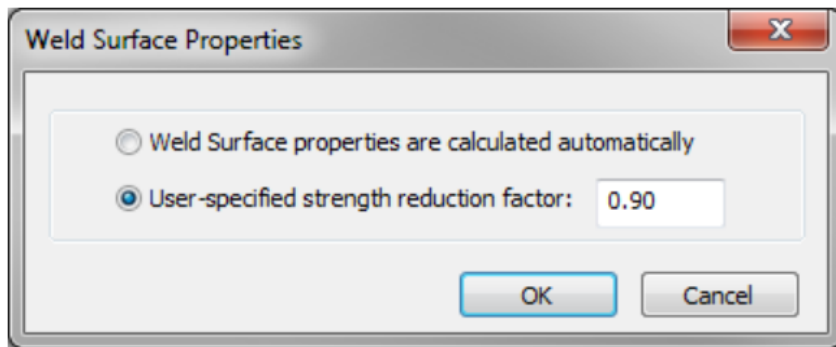 Weld Surface Properties
Weld Surface properties are calculated automatically
User-specified strength reduction factor: 0.90
OK Cancel